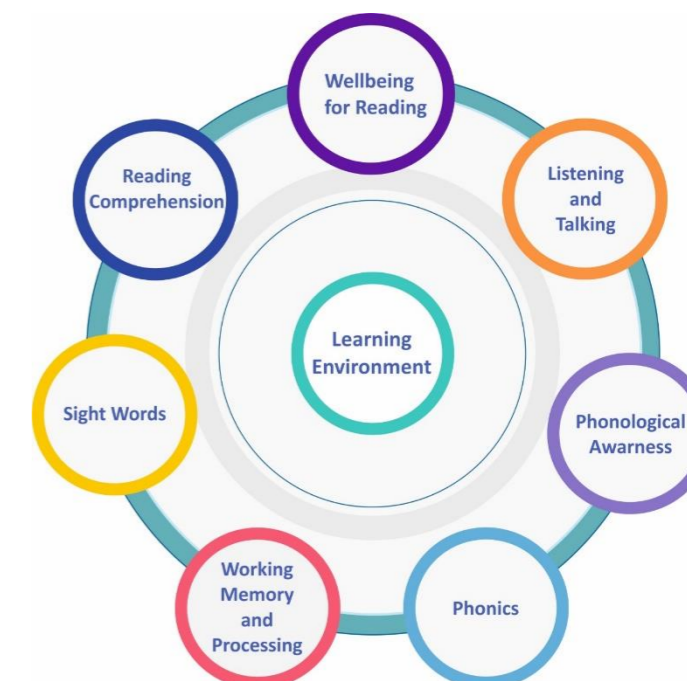 Wellbeing
for Reading
Listening
and
Talking
Phonological
Awarness
Phonics
Working
Memory
and
Processing
Sight Words
Reading
Comprehension
Learning
Environment